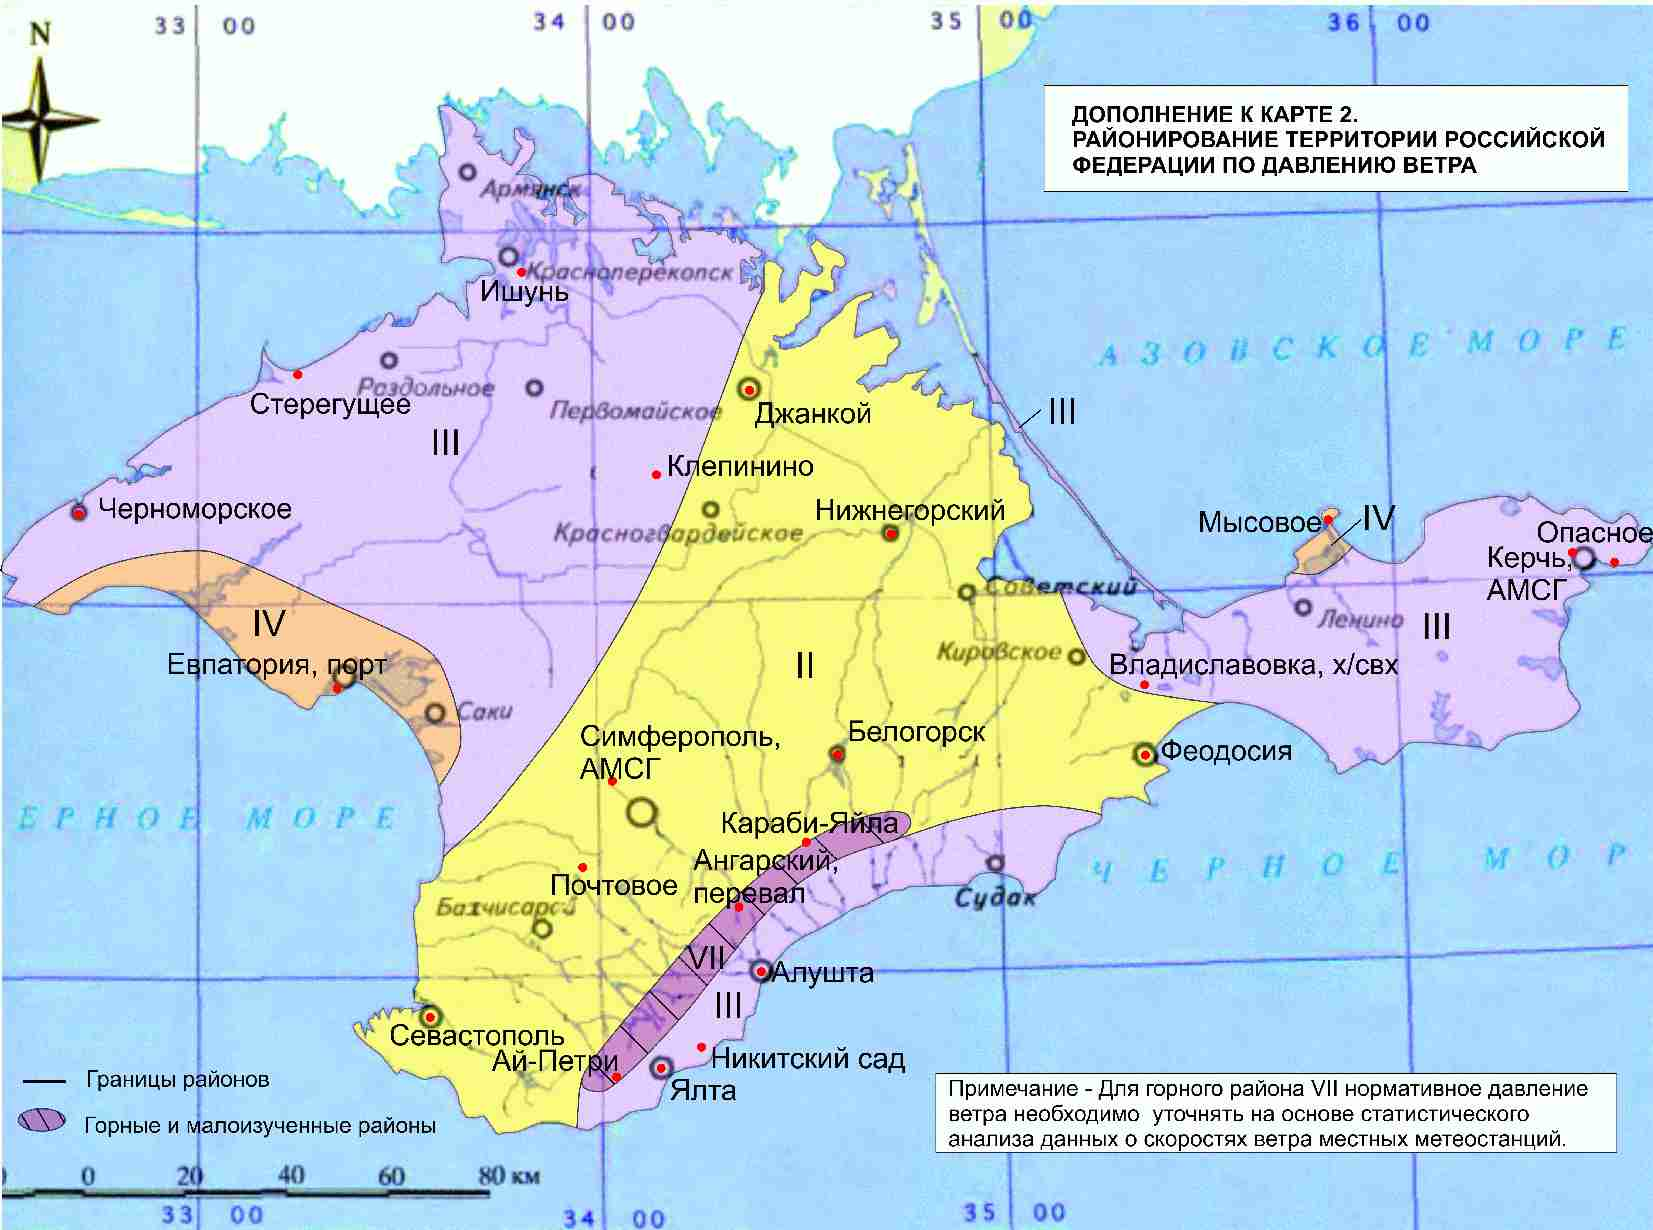 33 00
34 00
35 00
36 00
N
ДОПОЛНЕНИЕ К КАРТЕ 2.
РАЙОНИРОВАНИЕ ТЕРРИТОРИИ РОССИЙСКОЙ
ФЕДЕРАЦИИ ПО ДАВЛЕНИЮ ВЕТРА
Армянск
Красноперекопск
Ишунь
АЗОВСКОЕ МОРЕ
Раздольное
Стерегущее
Первомайское
Джанкой
III
III
Клепинино
Черноморское
Нижнегорский
Красногвардейское
Мысовое
IV
Опасное
Керчь,
АМСГ
Советский
IV
Ленино
III
Кировское
Евпатория, порт
II
Владиславовка, х/свх
Саки
Симферополь,
АМСГ
Белогорск
Феодосия
ЕРНОЕ МОРЕ
Караби-Яйла
Ангарский,
перевал
ЧЕРНОЕ МОР
Почтовое
Бахчисарай
Судак
VII
Алушта
III
Севастополь
Ай-Петри
Никитский сад
Ялта
Границы районов
Горные и малоизученные районы
Примечание - Для горного района VII нормативное давление
ветра необходимо уточнять на основе статистического
анализа данных о скоростях ветра местных метеостанций.
0 20 40 60 80 км
33 00
34 00
35 00